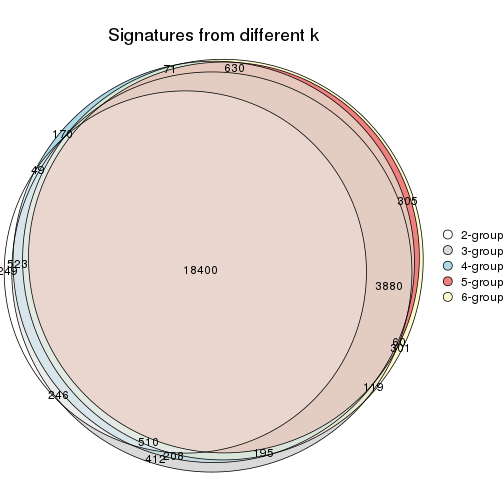 Signatures from different k
71
630
170
49
305
523
249
18400
3880
60
301
119
246
510
208
412
195
2-group
3-group
4-group
5-group
6-group